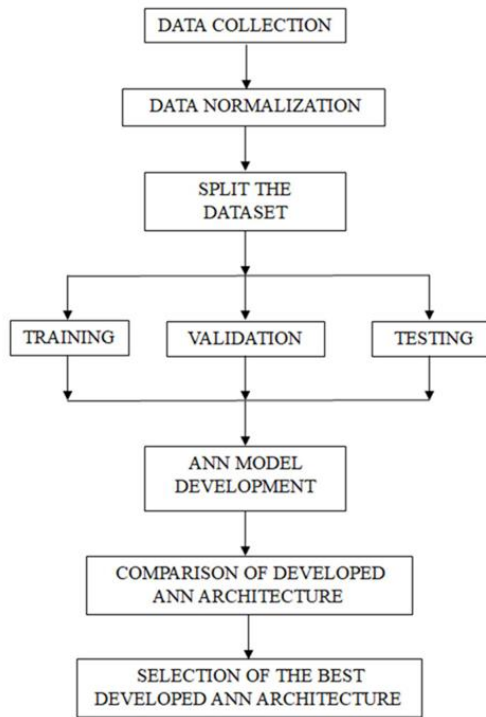 DATA COLLECTION
DATA NORMALIZATION
SPLIT THE
DATASET
TRAINING
VALIDATION
TESTING
ANN MODEL
DEVELOPMENT
COMPARISON OF DEVELOPED
ANN ARCHITECTURE
SELECTION OF THE BEST
DEVELOPED ANN ARCHITECTURE